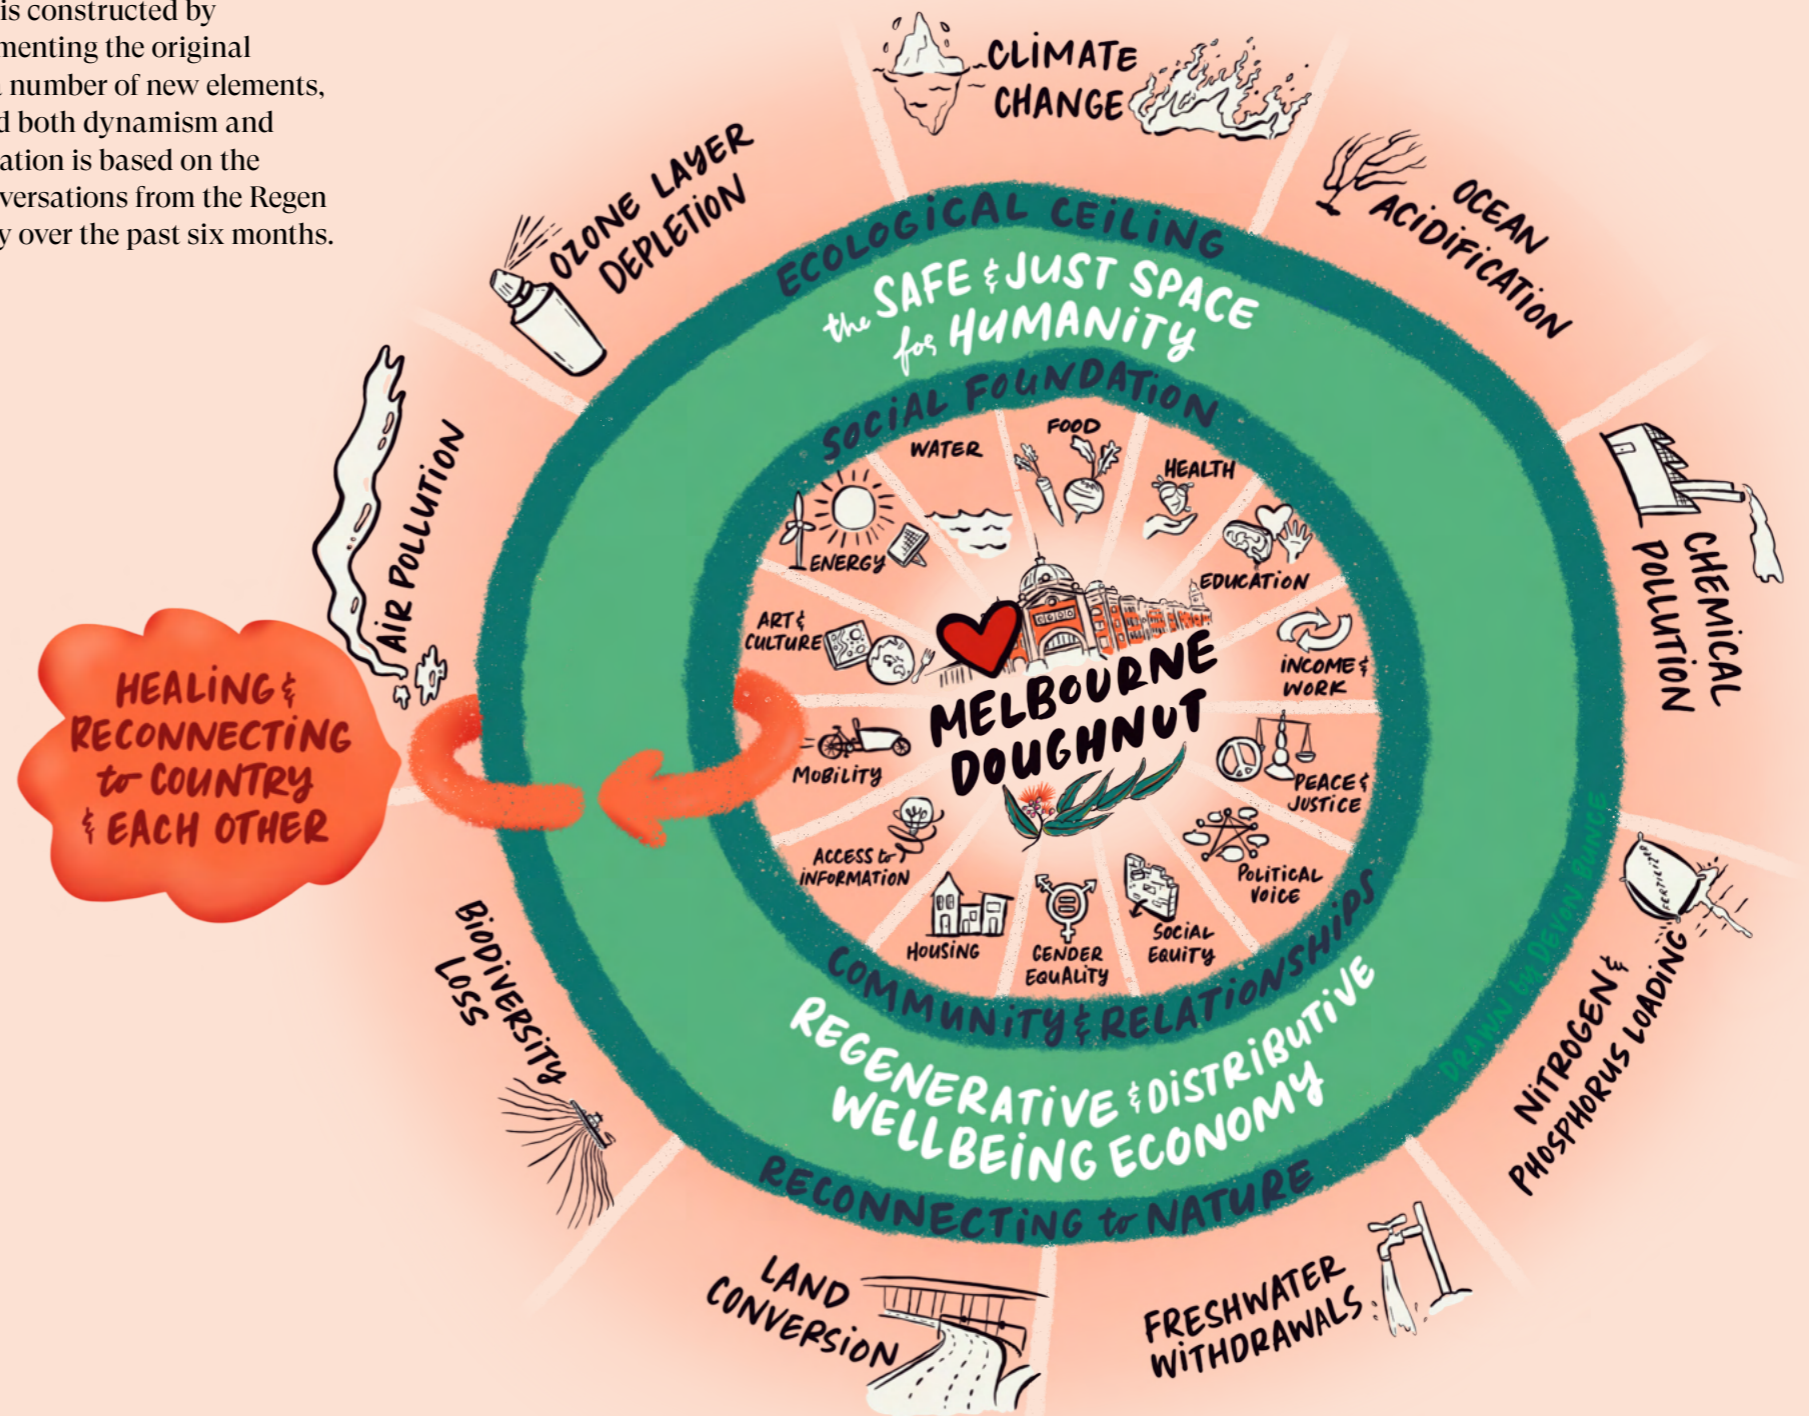 is constructed by
menting the original
number of new elements,
d both dynamism and
ation is based on the
versations from the Regen
y over the past six months.
CLIMATE
CHANGE
OCEAN
ACIDIFICATION
CHEMICAL
POLLUTION
NITROGEN &
PHOSPHORUS LOADING
FRESHWATER
WITHDRAWALS
LAND
CONVERSION
BIODIVERSITY
LOSS
AIR POLLUTION
OZONE LAYER
DEPLETION
HEALING &
RECONNECTING
to COUNTRY
& EACH OTHER
ECOLOGICAL CEILING
the SAFE & JUST SPACE
for HUMANITY
SOCIAL FOUNDATION
WATER
FOOD
HEALTH
EDUCATION
INCOME &
WORK
PEACE &
JUSTICE
POLITICAL
VOICE
SOCIAL
EQUITY
GENDER
EQUALITY
HOUSING
ACCESS to
INFORMATION
MOBILITY
ART &
CULTURE
ENERGY
MELBOURNE
DOUGHNUT
COMMUNITY & RELATIONSHIPS
REGENERATIVE & DISTRIBUTIVE
WELLBEING ECONOMY
RECONNECTING to NATURE
DRAWN by DEVON BUNCE